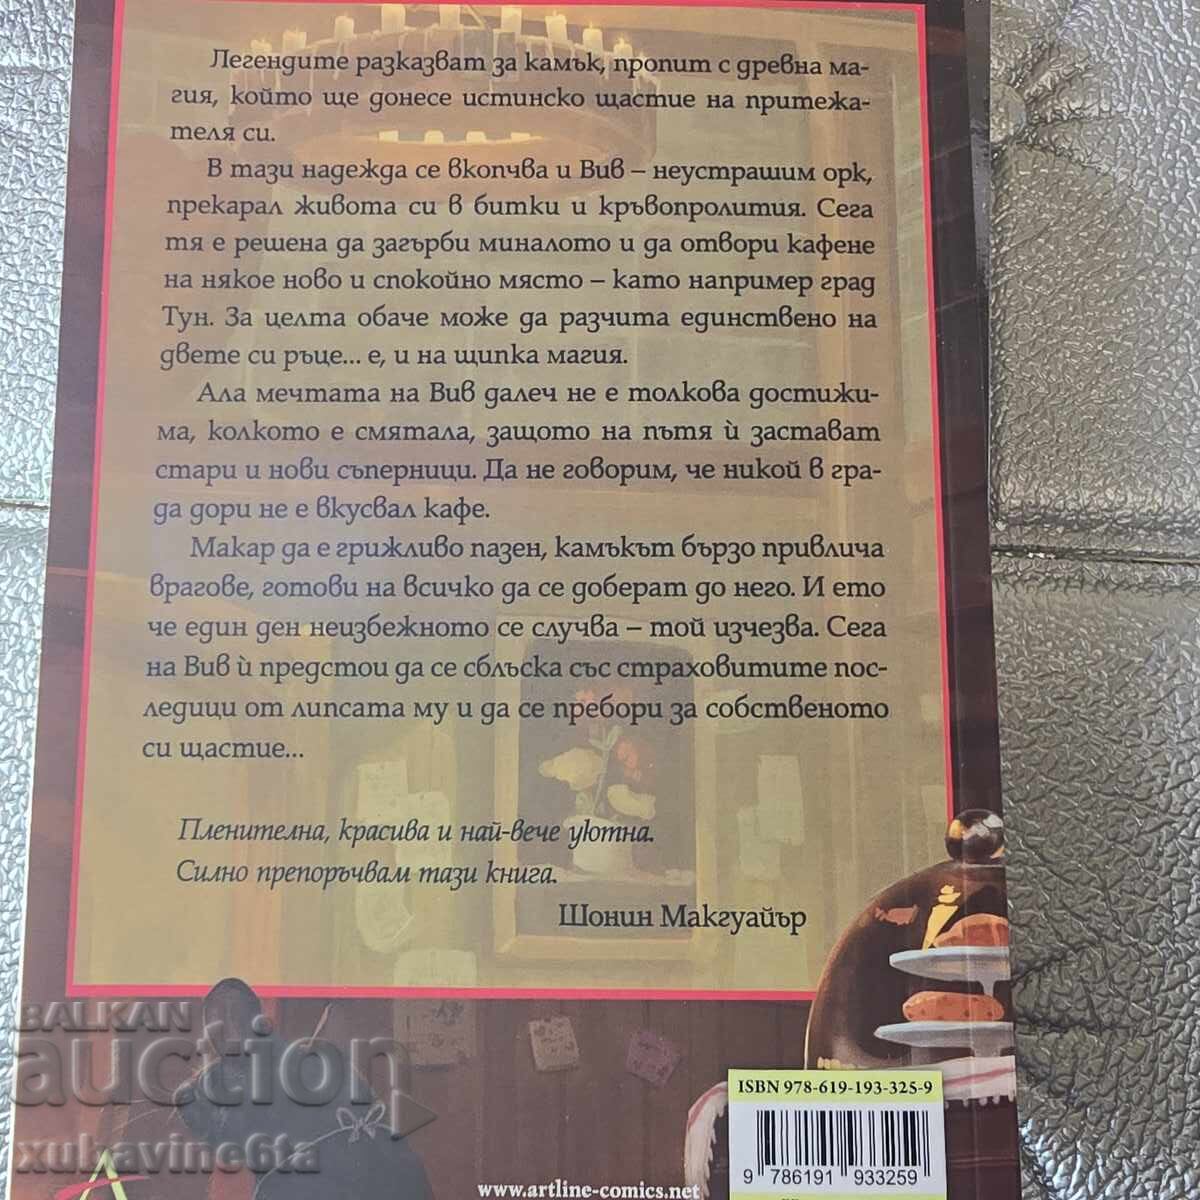 Легендите разказват за камък, пропит с древна ма-
гия, който ще донесе истинско щастие на притежа-
теля си.
В тази надежда се вкопчва и Вив – неустрашим орк,
прекарал живота си в битки и кръвопролития. Сега
тя е решена да загърби миналото и да отвори кафене
на някое ново и спокойно място – като например град
Тун. За целта обаче може да разчита единствено на
двете си ръце... е, и на щипка магия.
Ала мечтата на Вив далеч не е толкова достижи-
ма, колкото е смятала, защото на пътя ѝ застават
стари и нови съперници. Да не говорим, че никой в гра-
да дори не е вкусвал кафе.
Макар да е грижливо пазен, камъкът бързо привлича
врагове, готови на всичко да се доберат до него. И ето
че един ден неизбежното се случва – той изчезва. Сега
на Вив ѝ предстои да се сблъска със страховитите пос-
ледици от липсата му и да се пребори за собственото
си щастие...
Пленителна, красива и най-вече уютна.
Силно препоръчвам тази книга.
Шонин Макгуайър
BALKAN
auction
xubavine6ta
ISBN 978-619-193-325-9
9 786191 933259
www.artline-comics.net